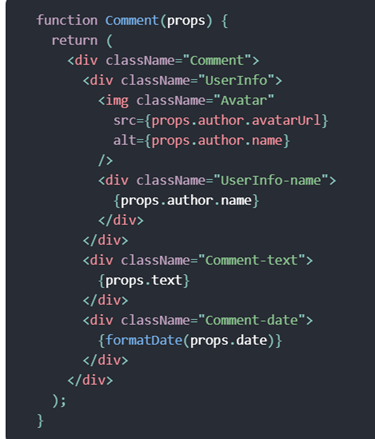 function Comment(props) {
  return (
    <div className="Comment">
      <div className="UserInfo">
        <img className="Avatar"
          src={props.author.avatarUrl}
          alt={props.author.name}
        />
        <div className="UserInfo-name">
          {props.author.name}
        </div>
      </div>
      <div className="Comment-text">
        {props.text}
      </div>
      <div className="Comment-date">
        {formatDate(props.date)}
      </div>
    </div>
  );
}